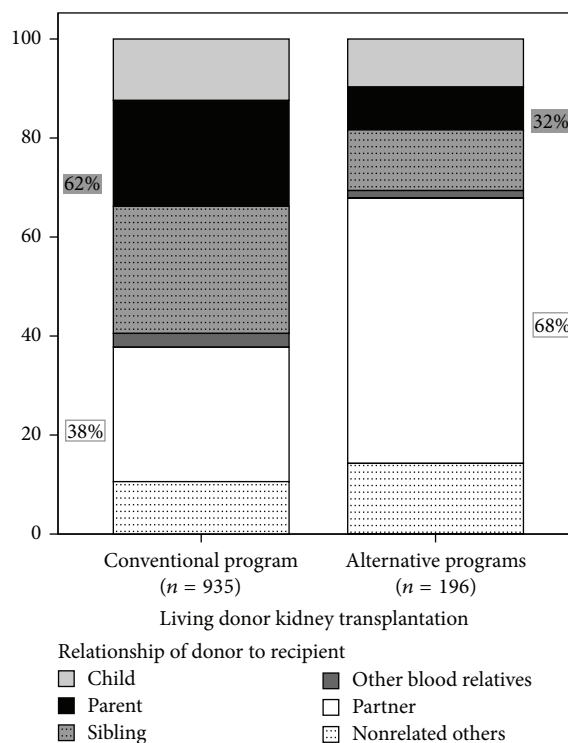 100
80
60
40
20
0
62%
38%
32%
68%
Conventional program
(n = 935)
Alternative programs
(n = 196)
Living donor kidney transplantation
Relationship of donor to recipient
Child
Parent
Sibling
Other blood relatives
Partner
Nonrelated others